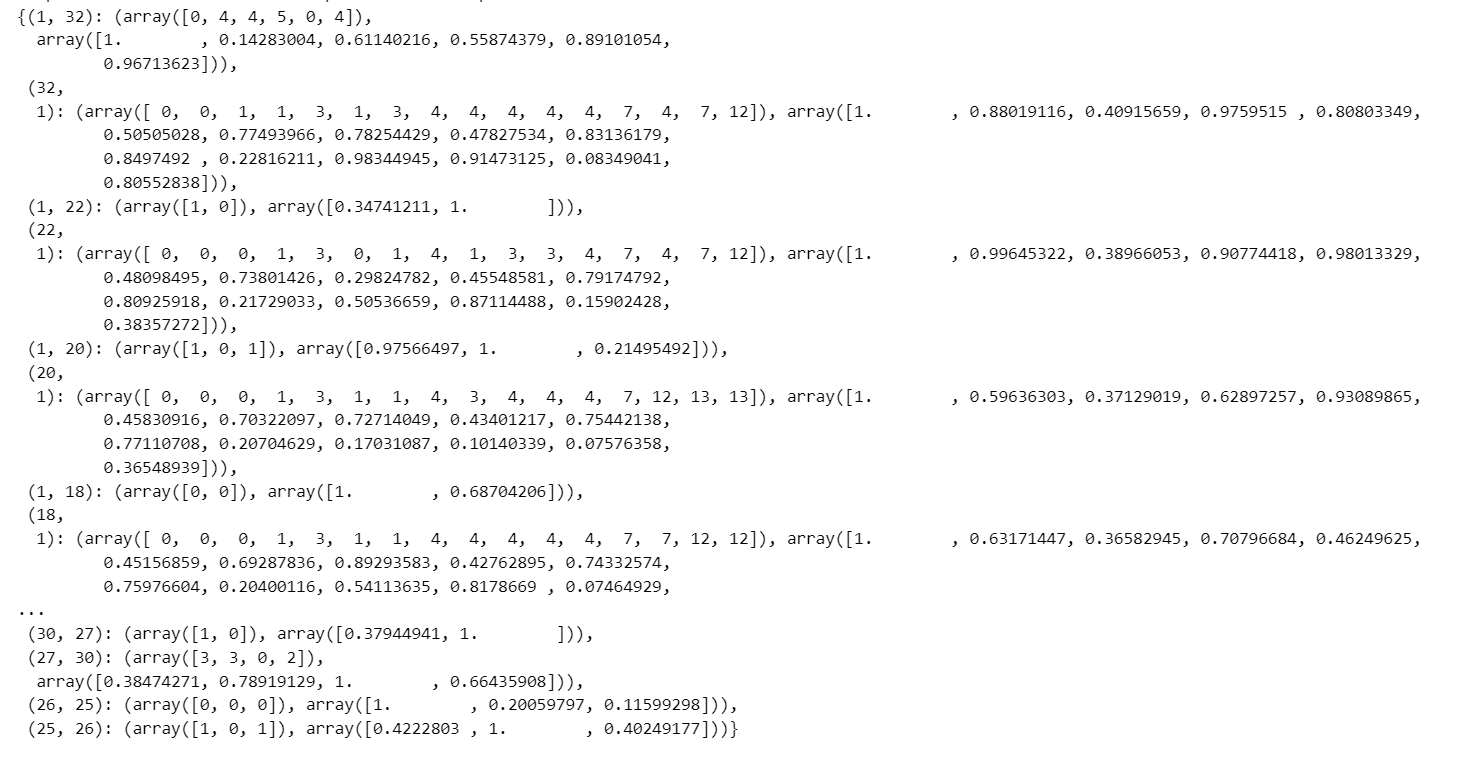 {(1, 32): (array([0, 4, 4, 5, 0, 4]),
array([1.        , 0.14283004, 0.61140216, 0.55874379, 0.89101054,
0.96713623])),
(32,
1): (array([ 0,  0,  1,  1,  3,  1,  3,  4,  4,  4,  4,  4,  7,  4,  7, 12]), array([1.        , 0.88019116, 0.40915659, 0.9759515 , 0.80803349,
0.50505028, 0.77493966, 0.78254429, 0.47827534, 0.83136179,
0.8497492 , 0.22816211, 0.98344945, 0.91473125, 0.08349041,
0.80552838])),
(1, 22): (array([1, 0]), array([0.34741211, 1.        ])),
(22,
1): (array([ 0,  0,  0,  1,  3,  0,  1,  4,  1,  3,  3,  4,  7,  4,  7, 12]), array([1.        , 0.99645322, 0.38966053, 0.90774418, 0.98013329,
0.48098495, 0.73801426, 0.29824782, 0.45548581, 0.79174792,
0.80925918, 0.21729033, 0.50536659, 0.87114488, 0.15902428,
0.38357272])),
(1, 20): (array([1, 0, 1]), array([0.97566497, 1.        , 0.21495492])),
(20,
1): (array([ 0,  0,  0,  1,  3,  1,  1,  4,  3,  4,  4,  4,  7, 12, 13, 13]), array([1.        , 0.59636303, 0.37129019, 0.62897257, 0.93089865,
0.45830916, 0.70322097, 0.72714049, 0.43401217, 0.75442138,
0.77110708, 0.20704629, 0.17031087, 0.10140339, 0.07576358,
0.36548939])),
(1, 18): (array([0, 0]), array([1.        , 0.68704206])),
(18,
1): (array([ 0,  0,  0,  1,  3,  1,  1,  4,  4,  4,  4,  4,  7,  7, 12, 12]), array([1.        , 0.63171447, 0.36582945, 0.70796684, 0.46249625,
0.45156859, 0.69287836, 0.89293583, 0.42762895, 0.74332574,
0.75976604, 0.20400116, 0.54113635, 0.8178669 , 0.07464929,
...
(30, 27): (array([1, 0]), array([0.37944941, 1.        ])),
(27, 30): (array([3, 3, 0, 2]),
array([0.38474271, 0.78919129, 1.        , 0.66435908])),
(26, 25): (array([0, 0, 0]), array([1.        , 0.20059797, 0.11599298])),
(25, 26): (array([1, 0, 1]), array([0.4222803 , 1.        , 0.40249177]))}